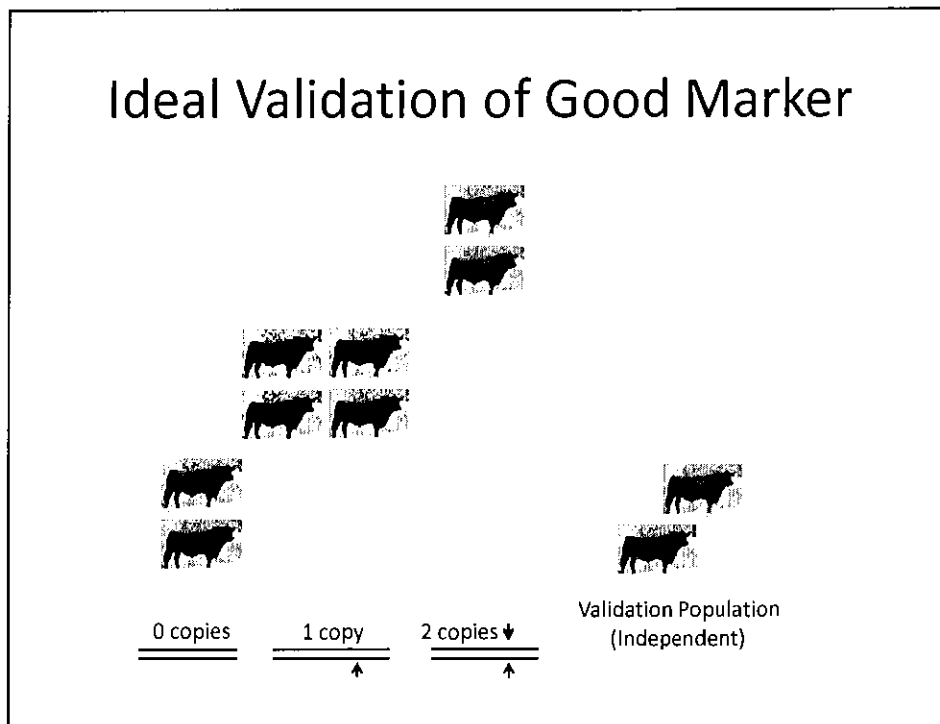 Ideal Validation of Good Marker
0 copies
1 copy
2 copies
Validation Population
(Independent)